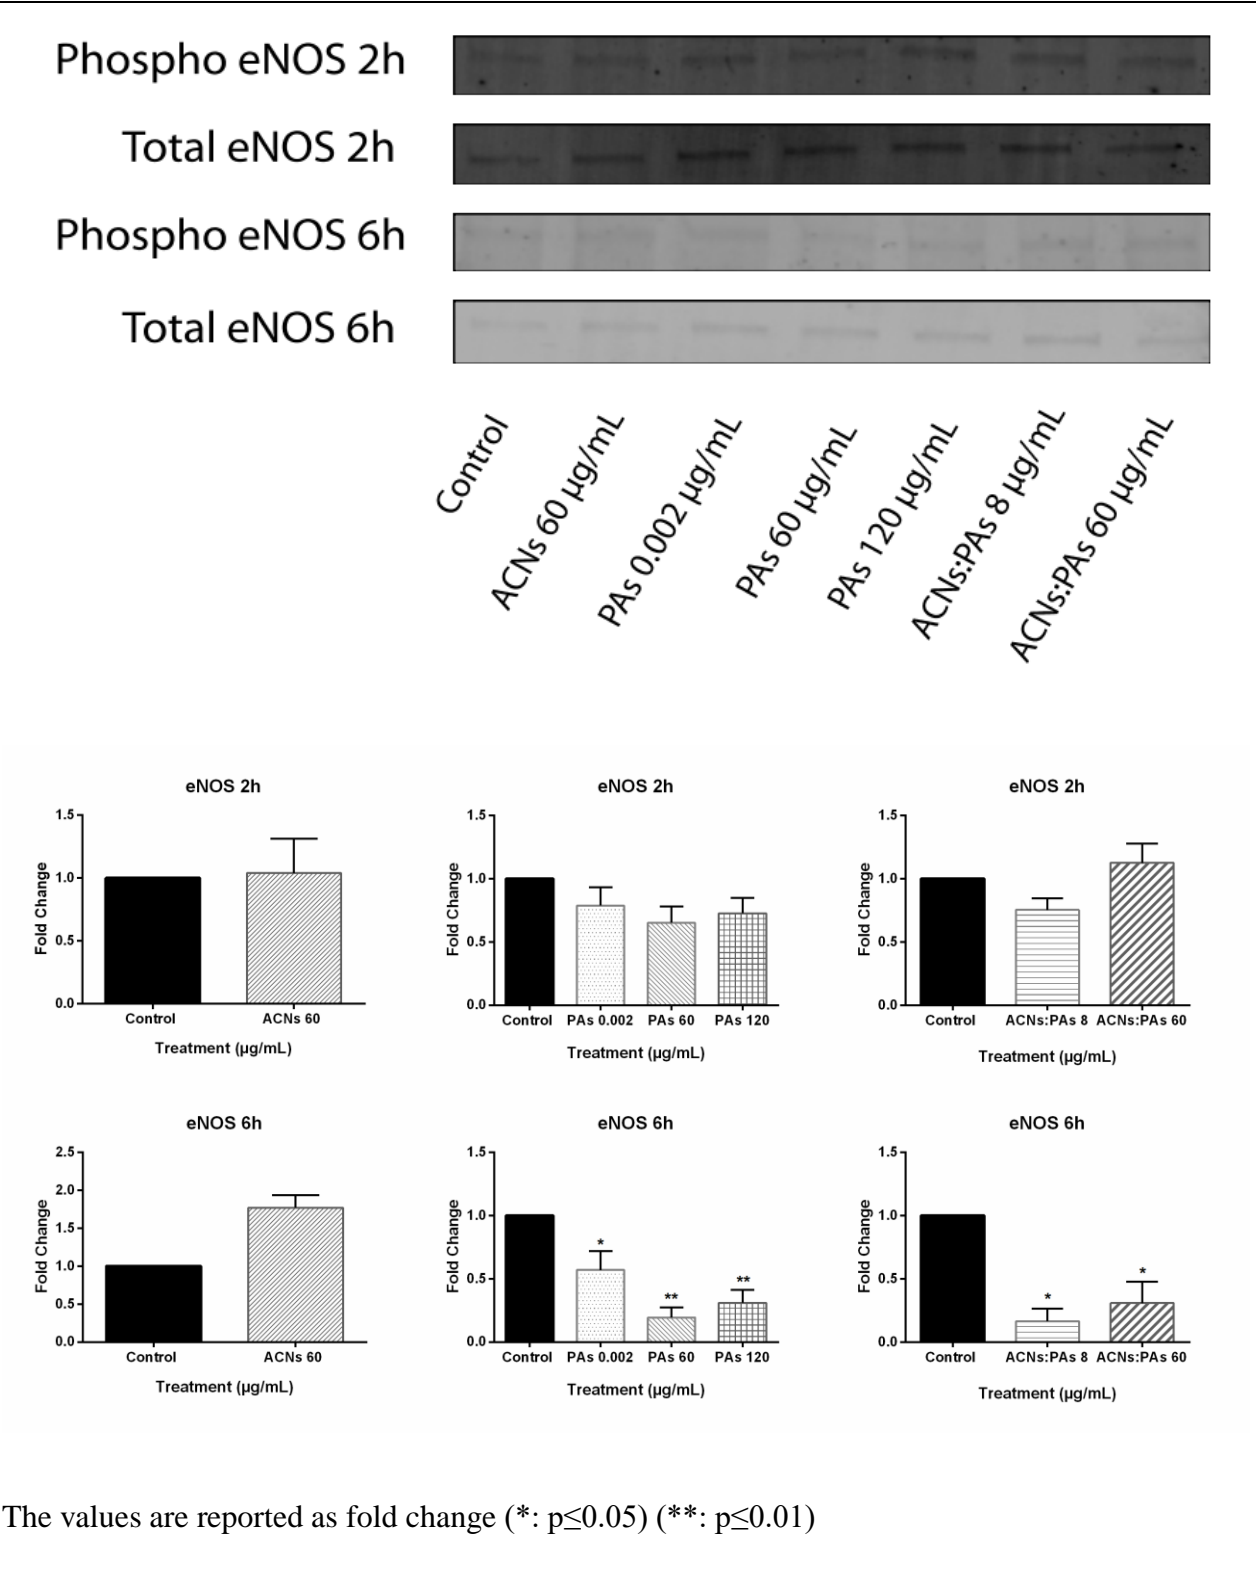 Phospho eNOS 2h
Total eNOS 2h
Phospho eNOS 6h
Total eNOS 6h
Control
ACNs 60 µg/mL
PAs 0.002 µg/mL
PAs 60 µg/mL
PAs 120 µg/mL
ACNs:PAs 8 µg/mL
ACNs:PAs 60 µg/mL
eNOS 2h
1.5
1.0
0.5
0.0
Fold Change
Control ACNs 60
Treatment (µg/mL)
eNOS 2h
1.5
1.0
0.5
0.0
Fold Change
Control PAs 0.002 PAs 60 PAs 120
Treatment (µg/mL)
eNOS 2h
1.5
1.0
0.5
0.0
Fold Change
Control ACNs:PAs 8 ACNs:PAs 60
Treatment (µg/mL)
eNOS 6h
2.5
2.0
1.5
1.0
0.5
0.0
Fold Change
Control ACNs 60
Treatment (µg/mL)
eNOS 6h
1.5
1.0
0.5
0.0
Fold Change
*
**
**
Control PAs 0.002 PAs 60 PAs 120
Treatment (µg/mL)
eNOS 6h
1.5
1.0
0.5
0.0
Fold Change
*
*
Control ACNs:PAs 8 ACNs:PAs 60
Treatment (µg/mL)
The values are reported as fold change (*: p≤0.05) (**: p≤0.01)